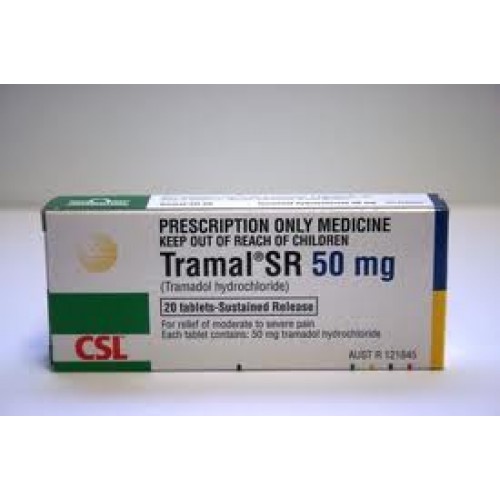 PRESCRIPTION ONLY MEDICINE
KEEP OUT OF REACH OF CHILDREN
Tramal® SR 50 mg
(Tramadol hydrochloride)
20 tablets-Sustained Release
For relief of moderate to severe pain
Each tablet contains: 50 mg tramadol hydrochloride
CSL
AUST R 121845